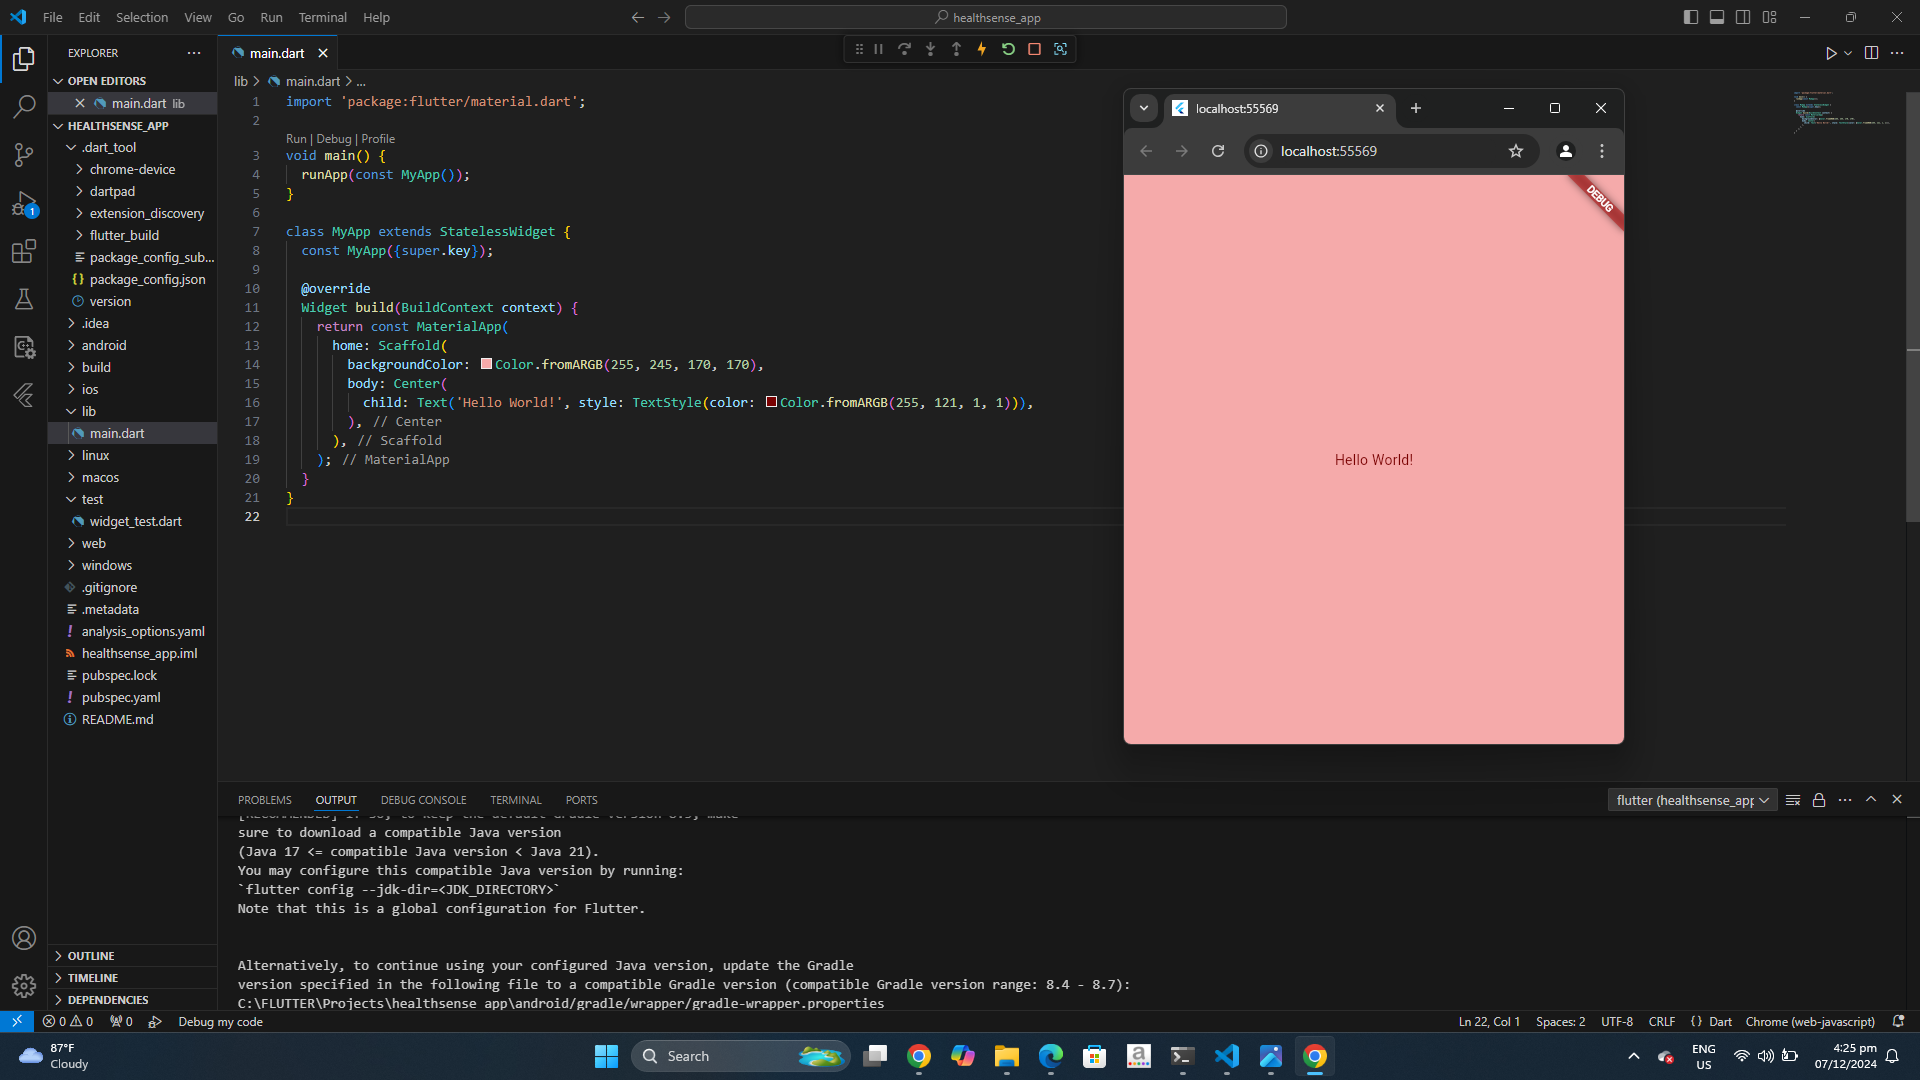 File Edit Selection View Go Run Terminal Help
healthsense_app
EXPLORER
OPEN EDITORS
main.dart lib
HEALTHSENSE_APP
.dart_tool
chrome-device
dartpad
extension_discovery
flutter_build
package_config_sub...
package_config.json
version
.idea
android
build
ios
lib
main.dart
linux
macos
test
widget_test.dart
web
windows
.gitignore
.metadata
analysis_options.yaml
healthsense_app.iml
pubspec.lock
pubspec.yaml
README.md
OUTLINE
TIMELINE
DEPENDENCIES
1
main.dart
lib > main.dart > ...
1 import 'package:flutter/material.dart';
2
Run | Debug | Profile
3 void main() {
4 runApp(const MyApp());
5 }
6
7 class MyApp extends StatelessWidget {
8 const MyApp({super.key});
9
10 @override
11 Widget build(BuildContext context) {
12 return const MaterialApp(
13 home: Scaffold(
14 backgroundColor: Color.fromARGB(255, 245, 170, 170),
15 body: Center(
16 child: Text('Hello World!', style: TextStyle(color: Color.fromARGB(255, 121, 1, 1))),
17 ), // Center
18 ), // Scaffold
19 ); // MaterialApp
20 }
21 }
22
localhost:55569
localhost:55569
DEBUG
Hello World!
PROBLEMS OUTPUT DEBUG CONSOLE TERMINAL PORTS
flutter (healthsense_app
sure to download a compatible Java version
(Java 17 <= compatible Java version < Java 21).
You may configure this compatible Java version by running:
`flutter config --jdk-dir=<JDK_DIRECTORY>`
Note that this is a global configuration for Flutter.
Alternatively, to continue using your configured Java version, update the Gradle
version specified in the following file to a compatible Gradle version (compatible Gradle version range: 8.4 - 8.7):
C:\FLUTTER\Projects\healthsense_app\android/gradle/wrapper/gradle-wrapper.properties
0 0 0 Debug my code
Ln 22, Col 1 Spaces: 2 UTF-8 CRLF {} Dart Chrome (web-javascript)
87°F
Cloudy
Search
ENG
US
4:25 pm
07/12/2024